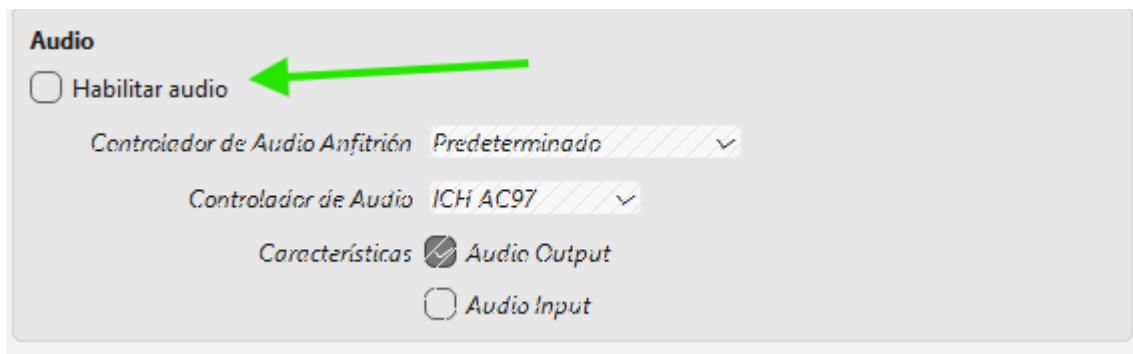 Audio
Habilitar audio
Controlador de Audio Anfitrión Predeterminado
Controlador de Audio ICH AC97
Características Audio Output
Audio Input